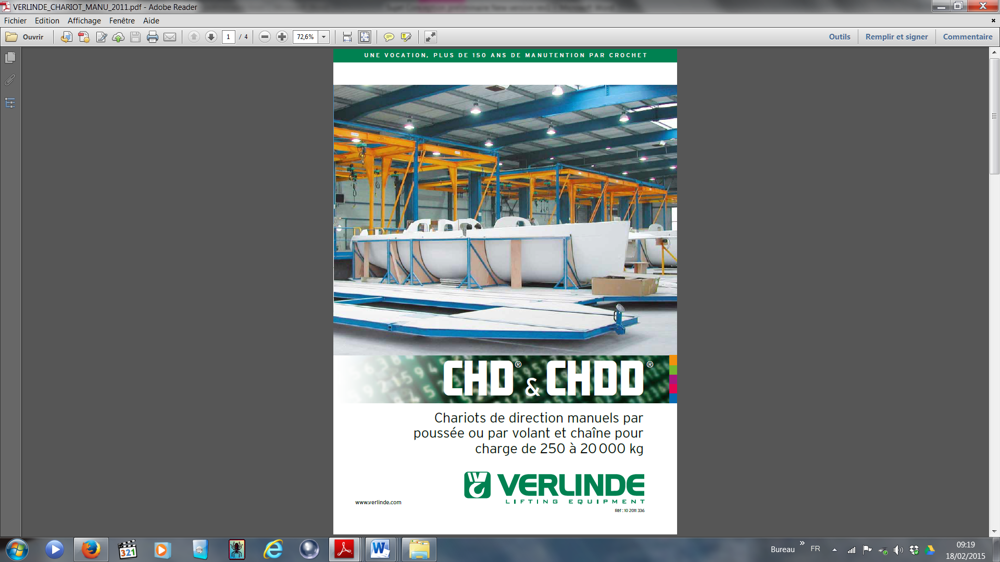 VERLINDE_CHARIOT_MANU_2011.pdf - Adobe Reader
Fichier Edition Affichage Fenêtre Aide
Ouvrir 1 / 4 72,6% Outils Remplir et signer Commentaire
UNE VOCATION, PLUS DE 150 ANS DE MANUTENTION PAR CROCHET
CHD® & CHDD®
Chariots de direction manuels par
poussée ou par volant et chaîne pour
charge de 250 à 20 000 kg
VERLINDE
LIFTING EQUIPMENT
www.verlinde.com
Réf : 10 2011 336
321
Bureau » FR
09:19
18/02/2015